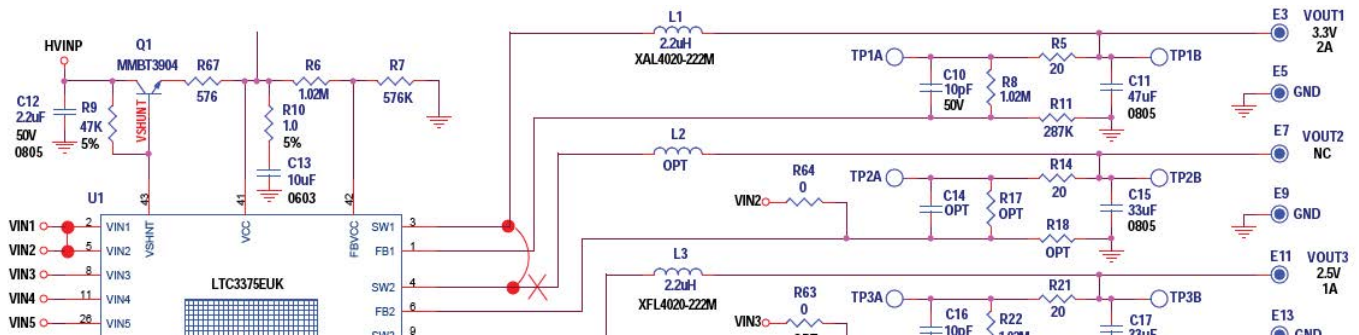 E3 VOUT1
3.3V
2A
L1
2.2uH
XAL4020-222M
HVINP
Q1
MMBT3904
R67
576
R6
1.02M
R7
576K
TP1A
R5
20
TP1B
C10
10pF
50V
R8
1.02M
C11
47uF
0805
E5
GND
C12
2.2uF
50V
0805
R9
47K
5%
VSHUNT
R10
1.0
5%
R11
287K
L2
OPT
E7 VOUT2
NC
C13
10uF
0603
R64
0
TP2A
R14
20
TP2B
43
41
42
U1
VIN2
C14
OPT
R17
OPT
C15
33uF
0805
E9
GND
VIN1 2 VIN1
VSHNT
VCC
FBVCC
SW1 3
VIN2 5 VIN2
FB1 1
R18
OPT
L3
2.2uH
XFL4020-222M
E11 VOUT3
2.5V
1A
VIN3 8 VIN3
LTC3375EUK
SW2 4
VIN4 11 VIN4
FB2 6
R63
0
TP3A
R21
20
TP3B
VIN5 26 VIN5
VIN3
C16
10pF
R22
C17
E13
GND
9